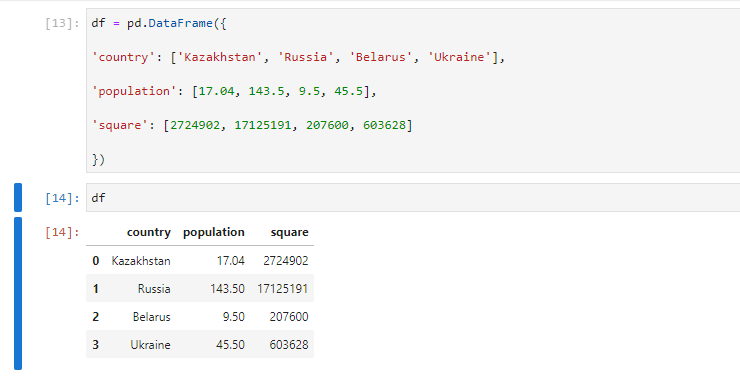 [13]: df = pd.DataFrame({
'country': ['Kazakhstan', 'Russia', 'Belarus', 'Ukraine'],
'population': [17.04, 143.5, 9.5, 45.5],
'square': [2724902, 17125191, 207600, 603628]
})
[14]: df
[14]: country population square
0 Kazakhstan 17.04 2724902
1 Russia 143.50 17125191
2 Belarus 9.50 207600
3 Ukraine 45.50 603628